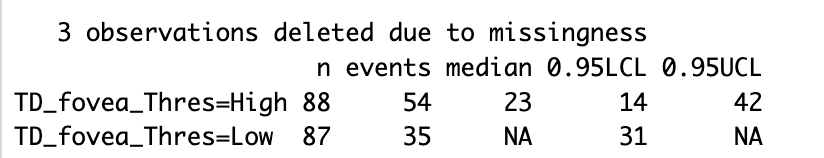 3 observations deleted due to missingness
n events median 0.95LCL 0.95UCL
TD_fovea_Thres=High 88 54 23 14 42
TD_fovea_Thres=Low 87 35 NA 31 NA